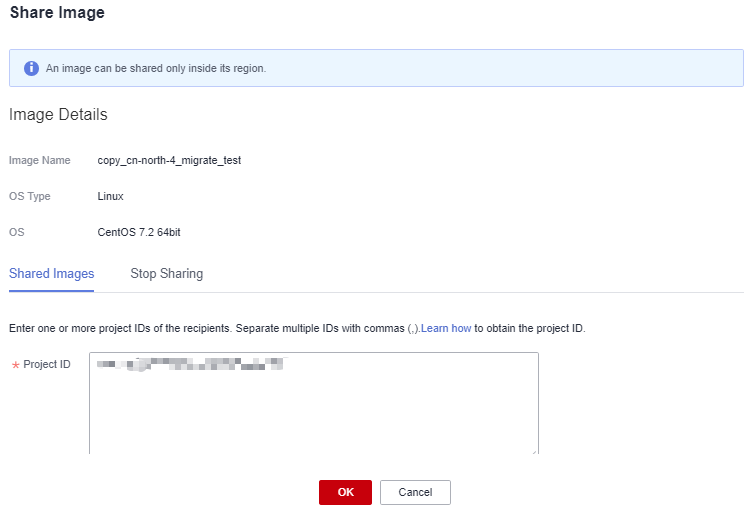 Share Image
An image can be shared only inside its region.
Image Details
Image Name copy_cn-north-4_migrate_test
OS Type Linux
OS CentOS 7.2 64bit
Shared Images Stop Sharing
Enter one or more project IDs of the recipients. Separate multiple IDs with commas (,).Learn how to obtain the project ID.
* Project ID
OK Cancel